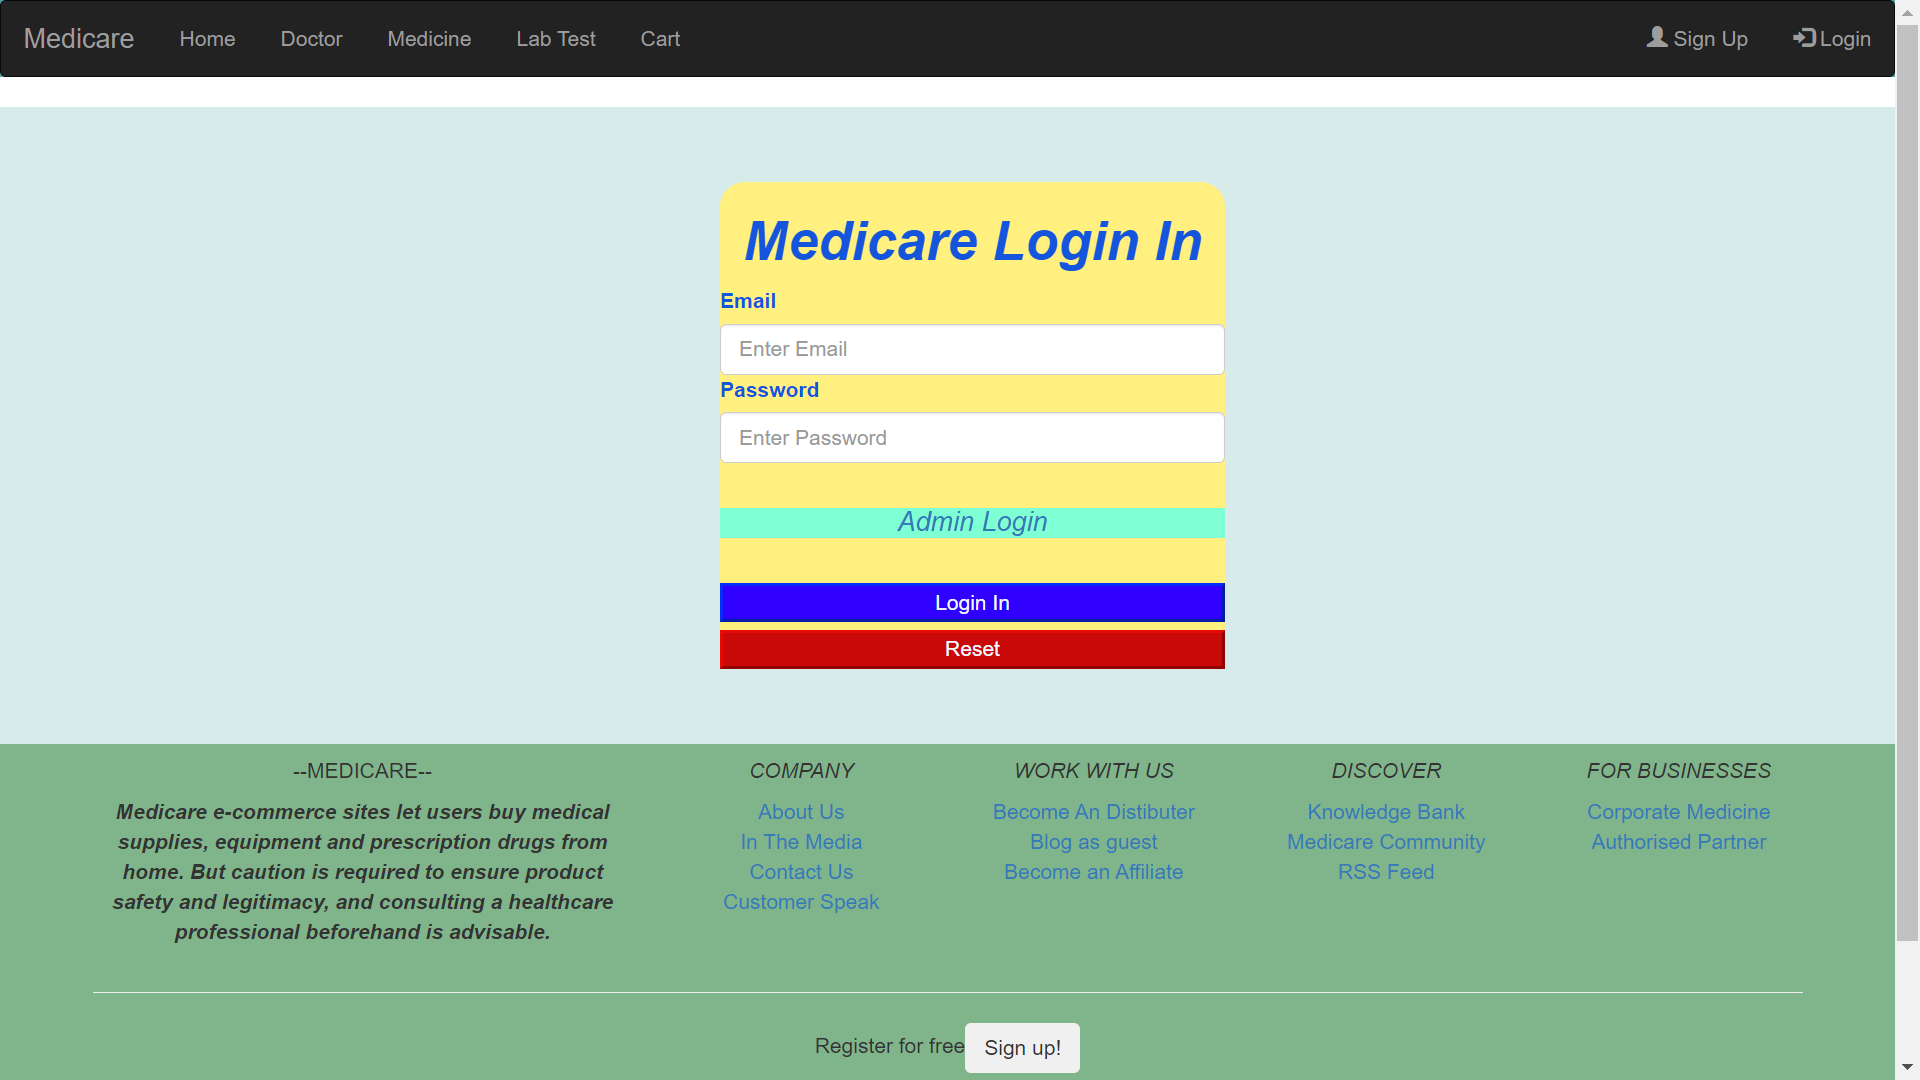 Medicare Home Doctor Medicine Lab Test Cart Sign Up Login
Medicare Login In
Email
Enter Email
Password
Enter Password
Admin Login
Login In
Reset
--MEDICARE--
Medicare e-commerce sites let users buy medical
supplies, equipment and prescription drugs from
home. But caution is required to ensure product
safety and legitimacy, and consulting a healthcare
professional beforehand is advisable.
COMPANY
About Us
In The Media
Contact Us
Customer Speak
WORK WITH US
Become An Distibuter
Blog as guest
Become an Affiliate
DISCOVER
Knowledge Bank
Medicare Community
RSS Feed
FOR BUSINESSES
Corporate Medicine
Authorised Partner
Register for free Sign up!